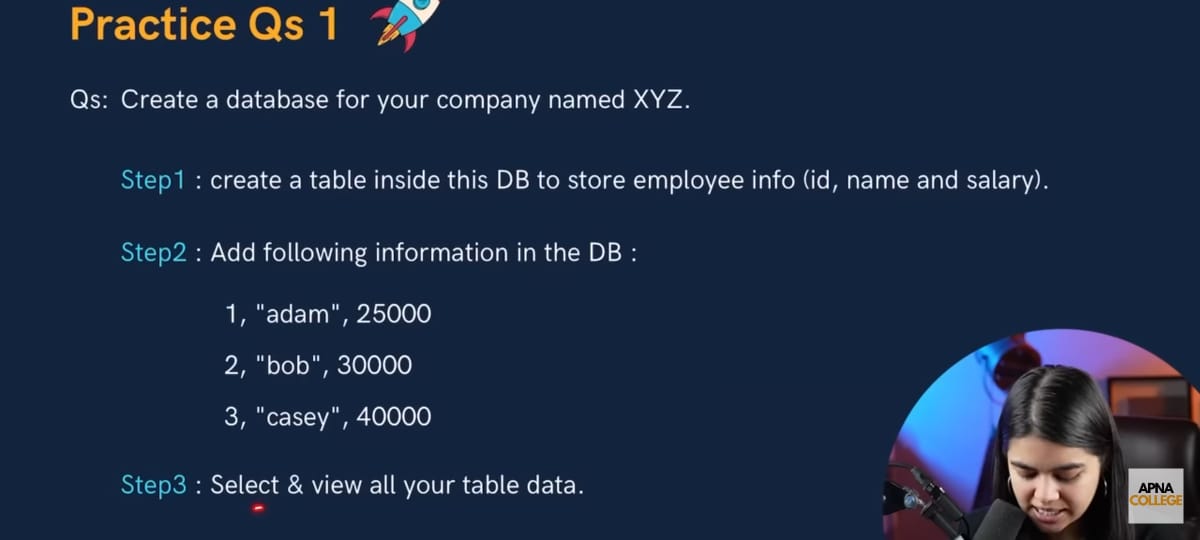 Practice Qs 1
Qs: Create a database for your company named XYZ.
Step1 : create a table inside this DB to store employee info (id, name and salary).
Step2 : Add following information in the DB :
1, "adam", 25000
2, "bob", 30000
3, "casey", 40000
Step3 : Select & view all your table data.
APNA
COLLEGE